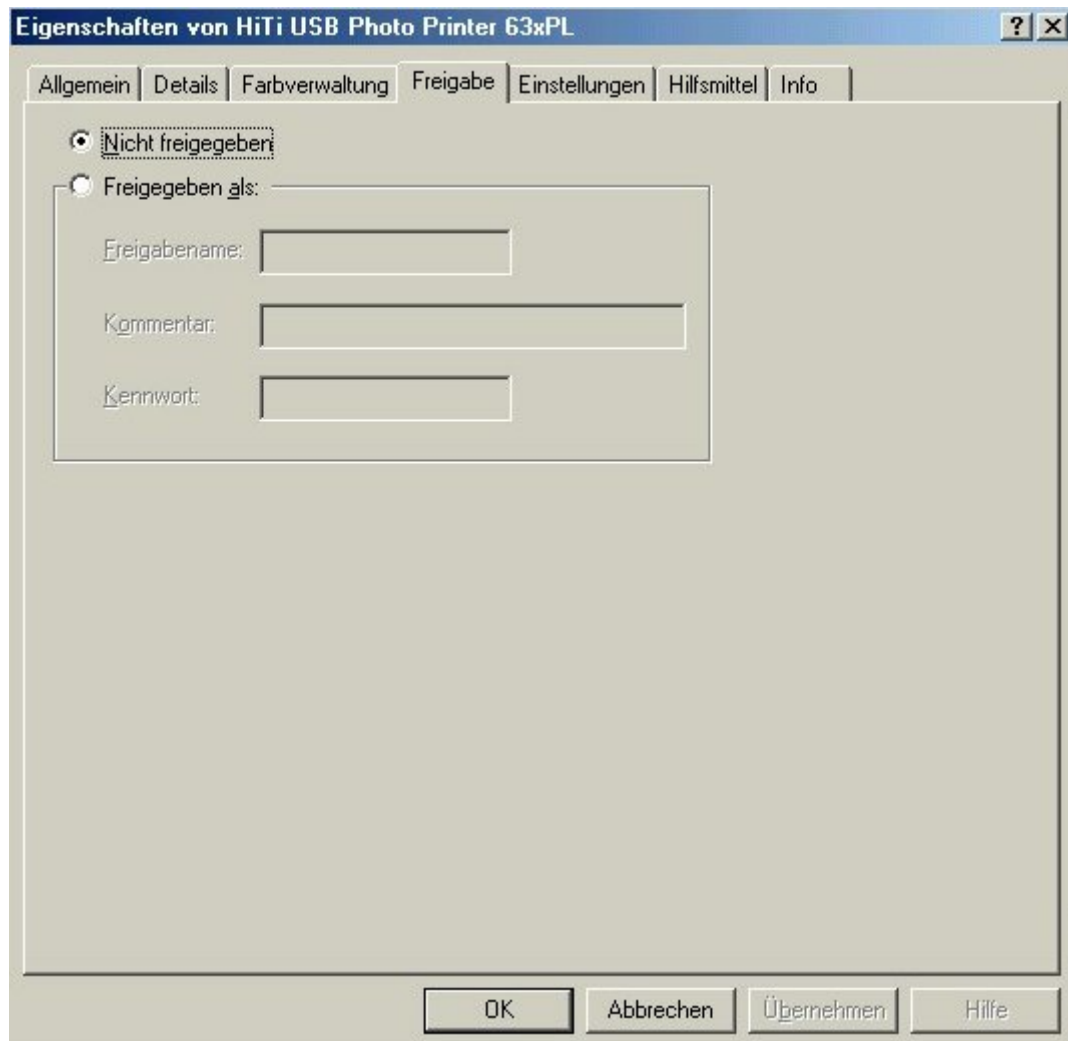 Eigenschaften von HiTi USB Photo Printer 63xPL
Allgemein Details Farbverwaltung Freigabe Einstellungen Hilfsmittel Info
Nicht freigegeben
Freigegeben als:
Freigabename:
Kommentar:
Kennwort:
OK Abbrechen Übernehmen Hilfe